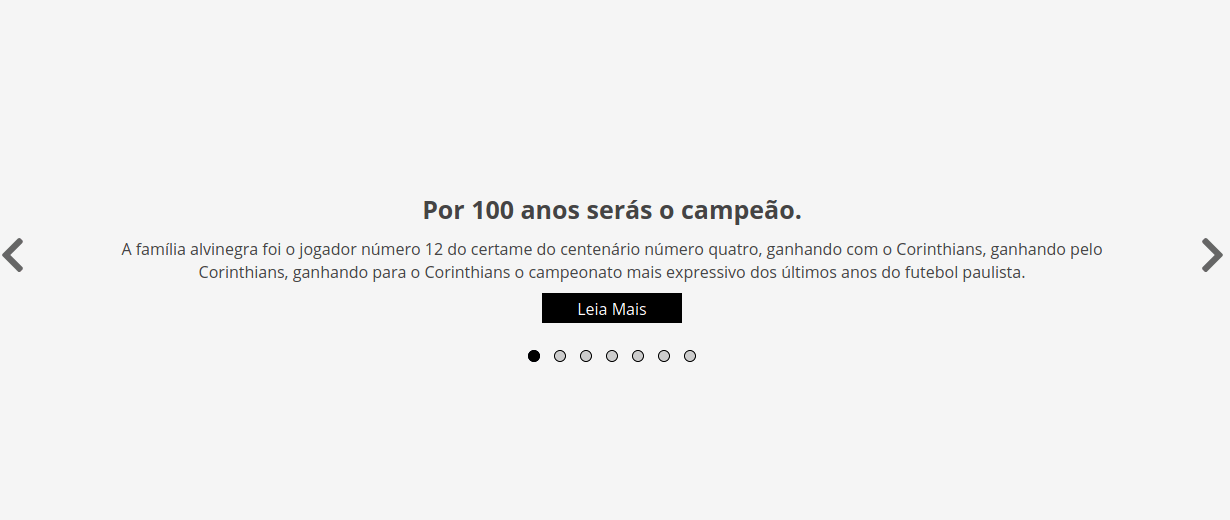 Por 100 anos serás o campeão.
A família alvinegra foi o jogador número 12 do certame do centenário número quatro, ganhando com o Corinthians, ganhando pelo
Corinthians, ganhando para o Corinthians o campeonato mais expressivo dos últimos anos do futebol paulista.
Leia Mais